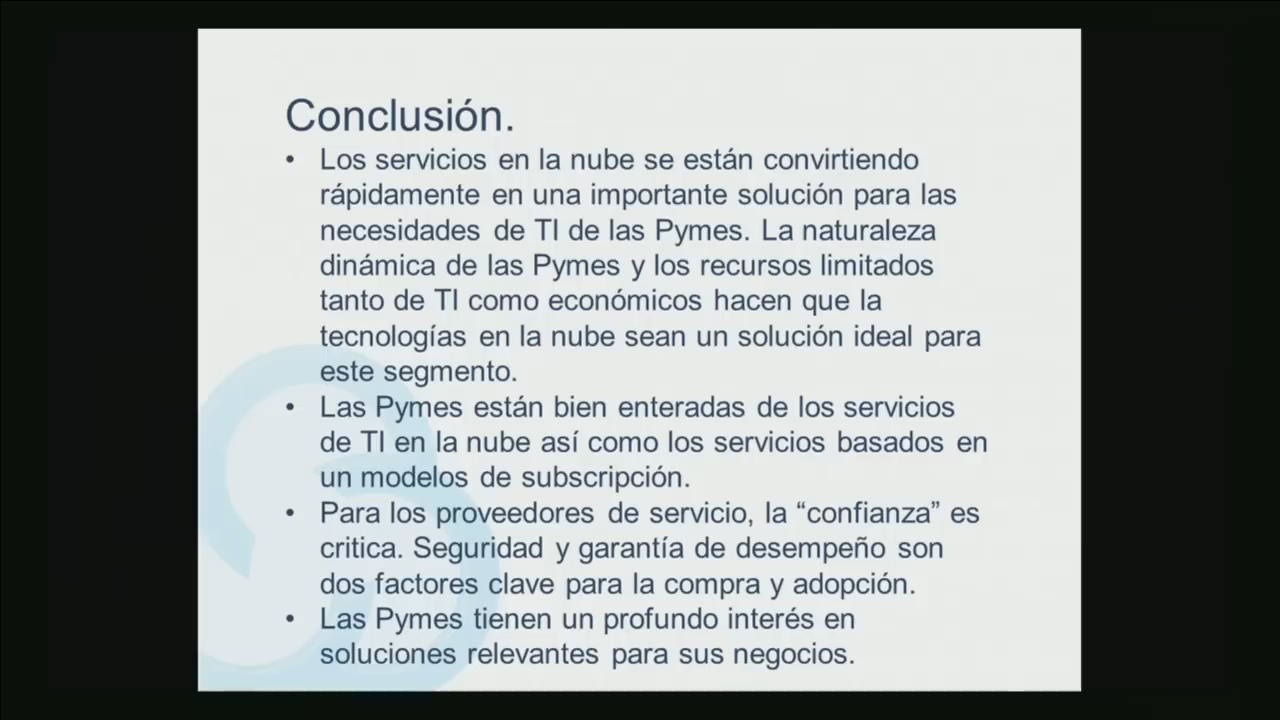 Conclusión.
• Los servicios en la nube se están convirtiendo
rápidamente en una importante solución para las
necesidades de TI de las Pymes. La naturaleza
dinámica de las Pymes y los recursos limitados
tanto de TI como económicos hacen que la
tecnologías en la nube sean un solución ideal para
este segmento.
• Las Pymes están bien enteradas de los servicios
de TI en la nube así como los servicios basados en
un modelos de subscripción.
• Para los proveedores de servicio, la “confianza” es
critica. Seguridad y garantía de desempeño son
dos factores clave para la compra y adopción.
• Las Pymes tienen un profundo interés en
soluciones relevantes para sus negocios.